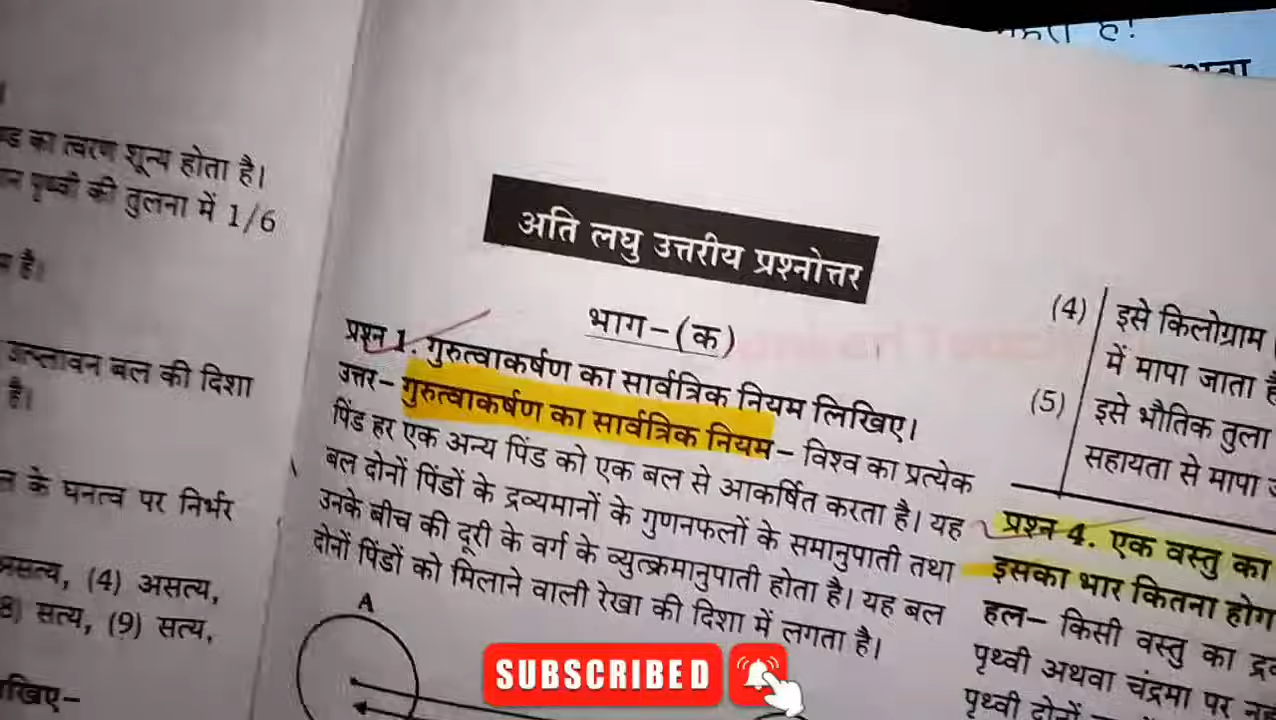 का त्वरण शून्य होता है।
पृथ्वी की तुलना में 1/6
है।
उत्प्लावन बल की दिशा
है।
के घनत्व पर निर्भर
असत्य, (4) असत्य,
8) सत्य, (9) सत्य,
अति लघु उत्तरीय प्रश्नोत्तर
भाग-(क)
प्रश्न 1. गुरुत्वाकर्षण का सार्वत्रिक नियम लिखिए।
उत्तर- गुरुत्वाकर्षण का सार्वत्रिक नियम- विश्व का प्रत्येक
पिंड हर एक अन्य पिंड को एक बल से आकर्षित करता है। यह
बल दोनों पिंडों के द्रव्यमानों के गुणनफलों के समानुपाती तथा
उनके बीच की दूरी के वर्ग के व्युत्क्रमानुपाती होता है। यह बल
दोनों पिंडों को मिलाने वाली रेखा की दिशा में लगता है।
A
(4) इसे किलोग्राम
में मापा जाता है
(5) इसे भौतिक तुला
सहायता से मापा
प्रश्न 4. एक वस्तु का
इसका भार कितना होग
हल- किसी वस्तु का
पृथ्वी अथवा चंद्रमा पर
पृथ्वी दोनों
SUBSCRIBED